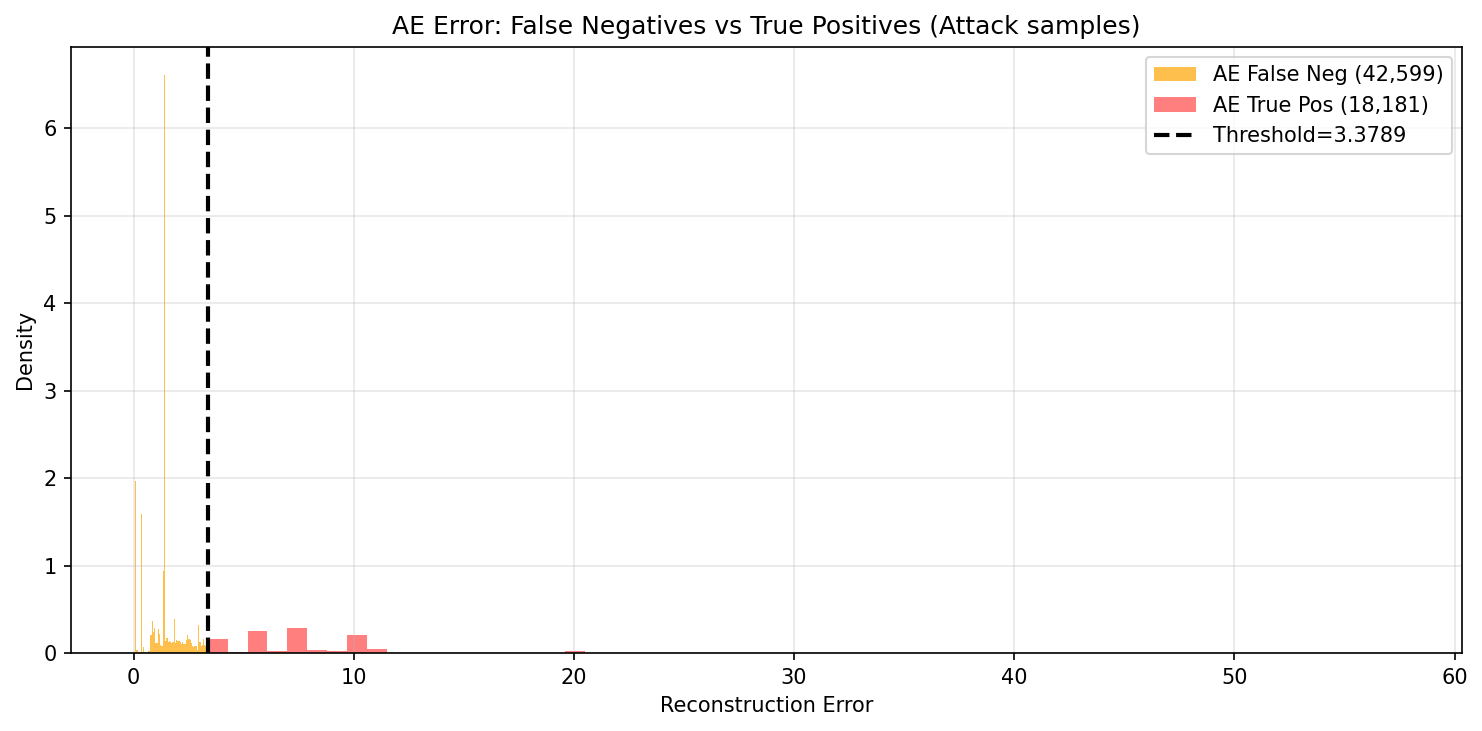 AE Error: False Negatives vs True Positives (Attack samples)
AE False Neg (42,599)
AE True Pos (18,181)
Threshold=3.3789
Density
6
5
4
3
2
1
0
0 10 20 30 40 50 60
Reconstruction Error